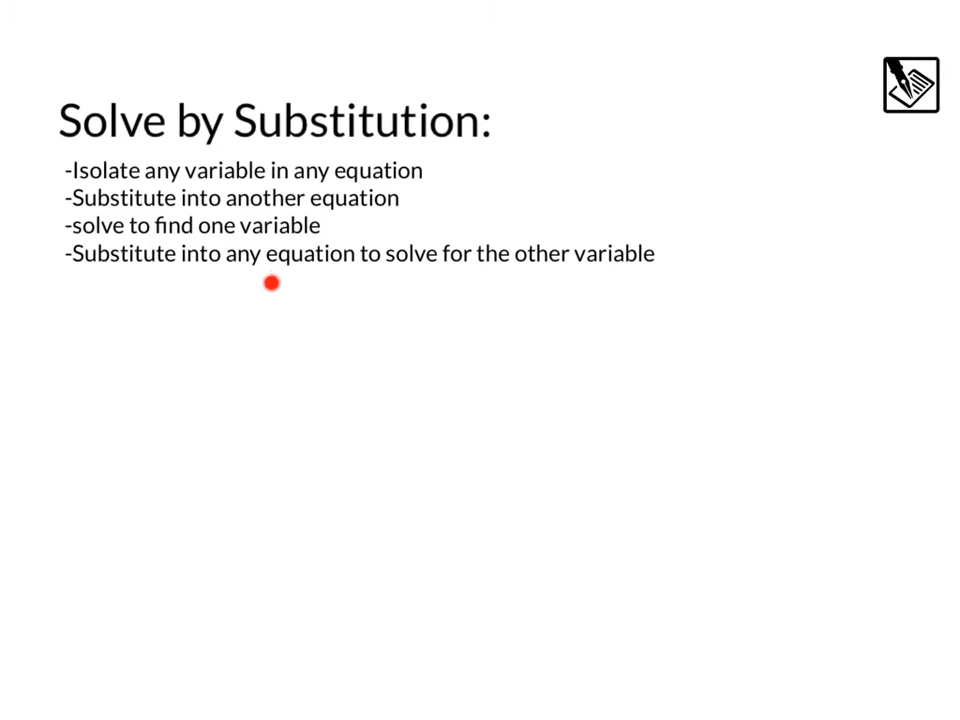 Solve by Substitution:
-Isolate any variable in any equation
-Substitute into another equation
-solve to find one variable
-Substitute into any equation to solve for the other variable